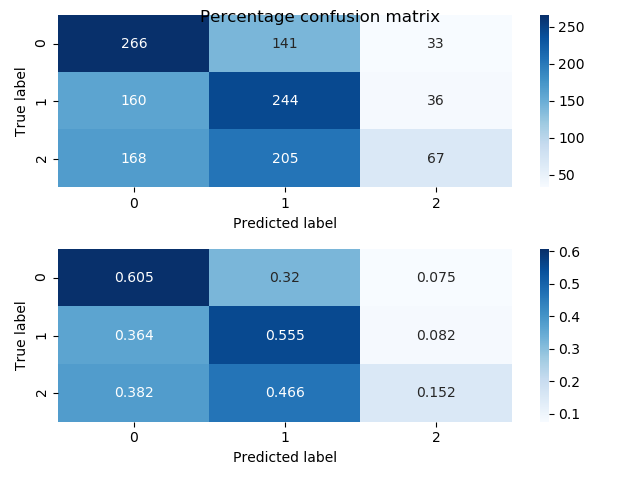 Percentage confusion matrix
True label
0 266 141 33
1 160 244 36
2 168 205 67
0 1 2
Predicted label
250
200
150
100
50
True label
0 0.605 0.32 0.075
1 0.364 0.555 0.082
2 0.382 0.466 0.152
0 1 2
Predicted label
0.6
0.5
0.4
0.3
0.2
0.1